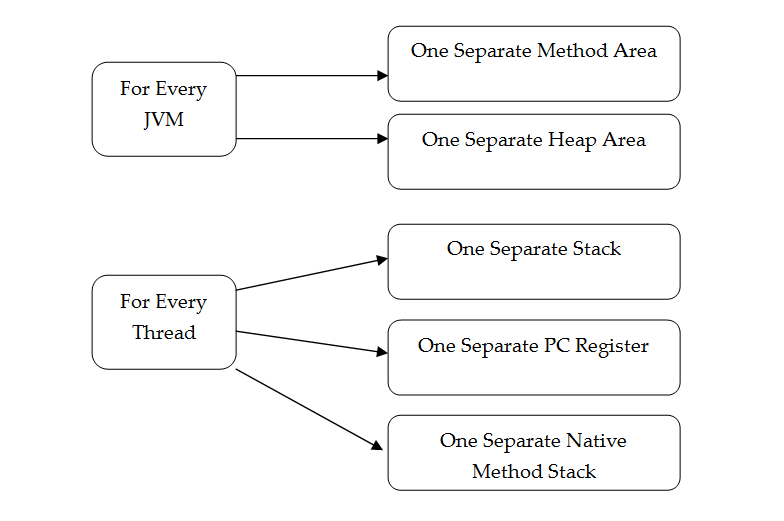 For Every
JVM
One Separate Method Area
One Separate Heap Area
For Every
Thread
One Separate Stack
One Separate PC Register
One Separate Native
Method Stack